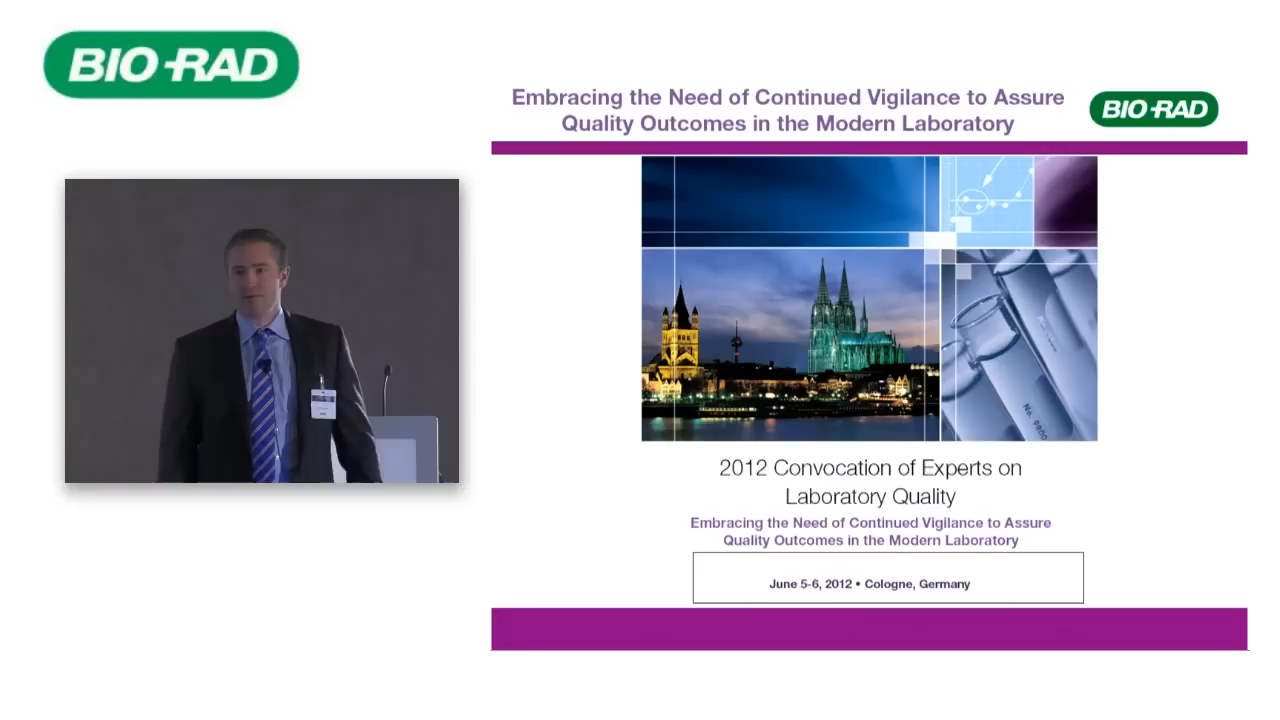 BIO-RAD
Embracing the Need of Continued Vigilance to Assure
Quality Outcomes in the Modern Laboratory
BIO-RAD
No. 9800
2012 Convocation of Experts on
Laboratory Quality
Embracing the Need of Continued Vigilance to Assure
Quality Outcomes in the Modern Laboratory
June 5-6, 2012 • Cologne, Germany